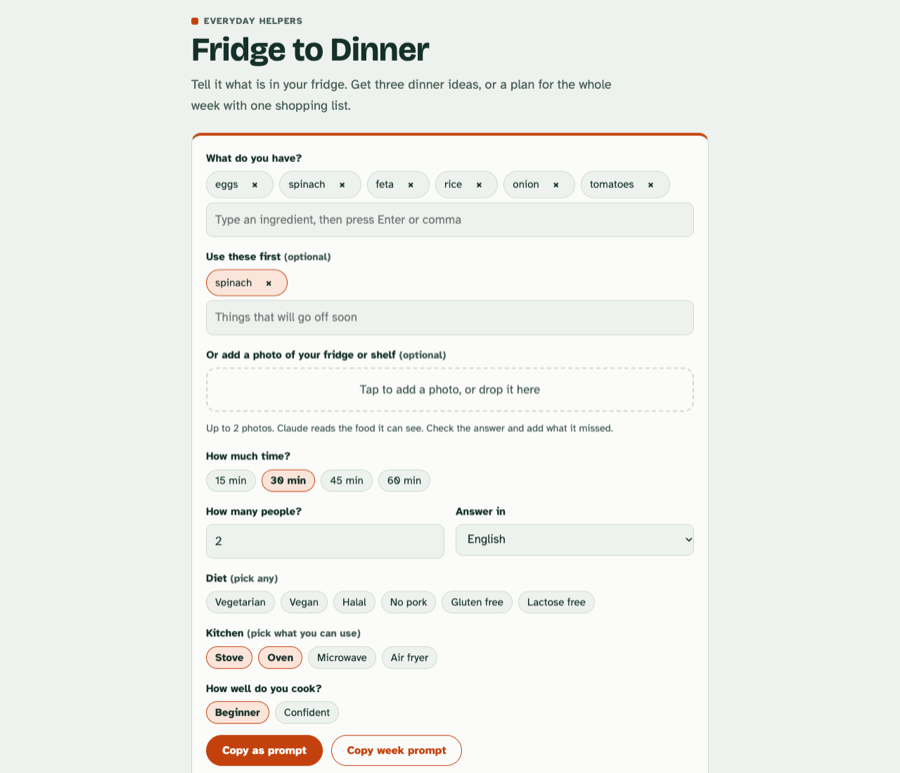 EVERYDAY HELPERS
Fridge to Dinner
Tell it what is in your fridge. Get three dinner ideas, or a plan for the whole
week with one shopping list.
What do you have?
eggs × spinach × feta × rice × onion × tomatoes ×
Type an ingredient, then press Enter or comma
Use these first (optional)
spinach ×
Things that will go off soon
Or add a photo of your fridge or shelf (optional)
Tap to add a photo, or drop it here
Up to 2 photos. Claude reads the food it can see. Check the answer and add what it missed.
How much time?
15 min 30 min 45 min 60 min
How many people? Answer in
2 English
Diet (pick any)
Vegetarian Vegan Halal No pork Gluten free Lactose free
Kitchen (pick what you can use)
Stove Oven Microwave Air fryer
How well do you cook?
Beginner Confident
Copy as prompt Copy week prompt